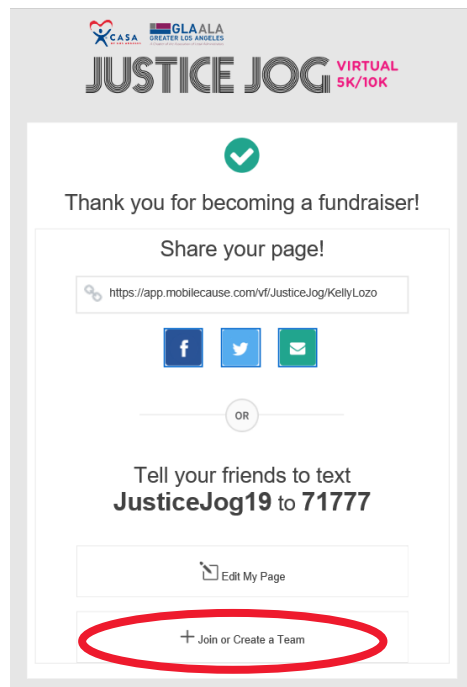 CASA
GLAALA
GREATER LOS ANGELES
JUSTICE JOG VIRTUAL
5K/10K
Thank you for becoming a fundraiser!
Share your page!
https://app.mobilecause.com/vf/JusticeJog/KellyLozo
f
OR
Tell your friends to text
JusticeJog19 to 71777
Edit My Page
+ Join or Create a Team